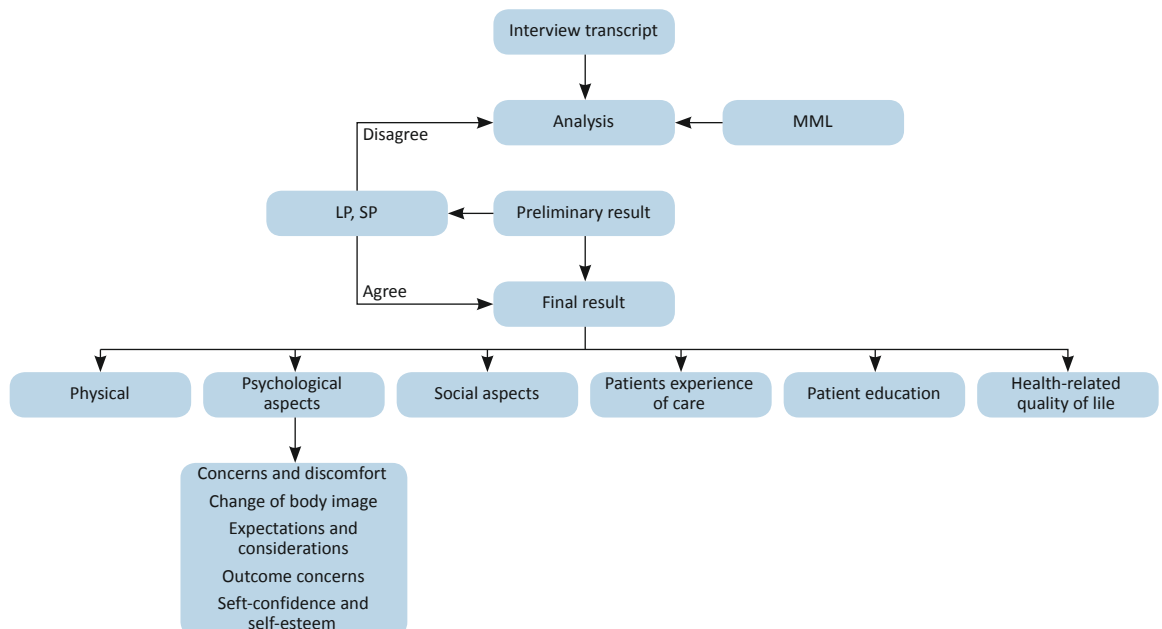 Interview transcript
Analysis
MML
Disagree
LP, SP
Preliminary result
Agree
Final result
Physical
Psychological
aspects
Social aspects
Patients experience
of care
Patient education
Health-related
quality of lile
Concerns and discomfort
Change of body image
Expectations and
considerations
Outcome concerns
Seft-confidence and
self-esteem